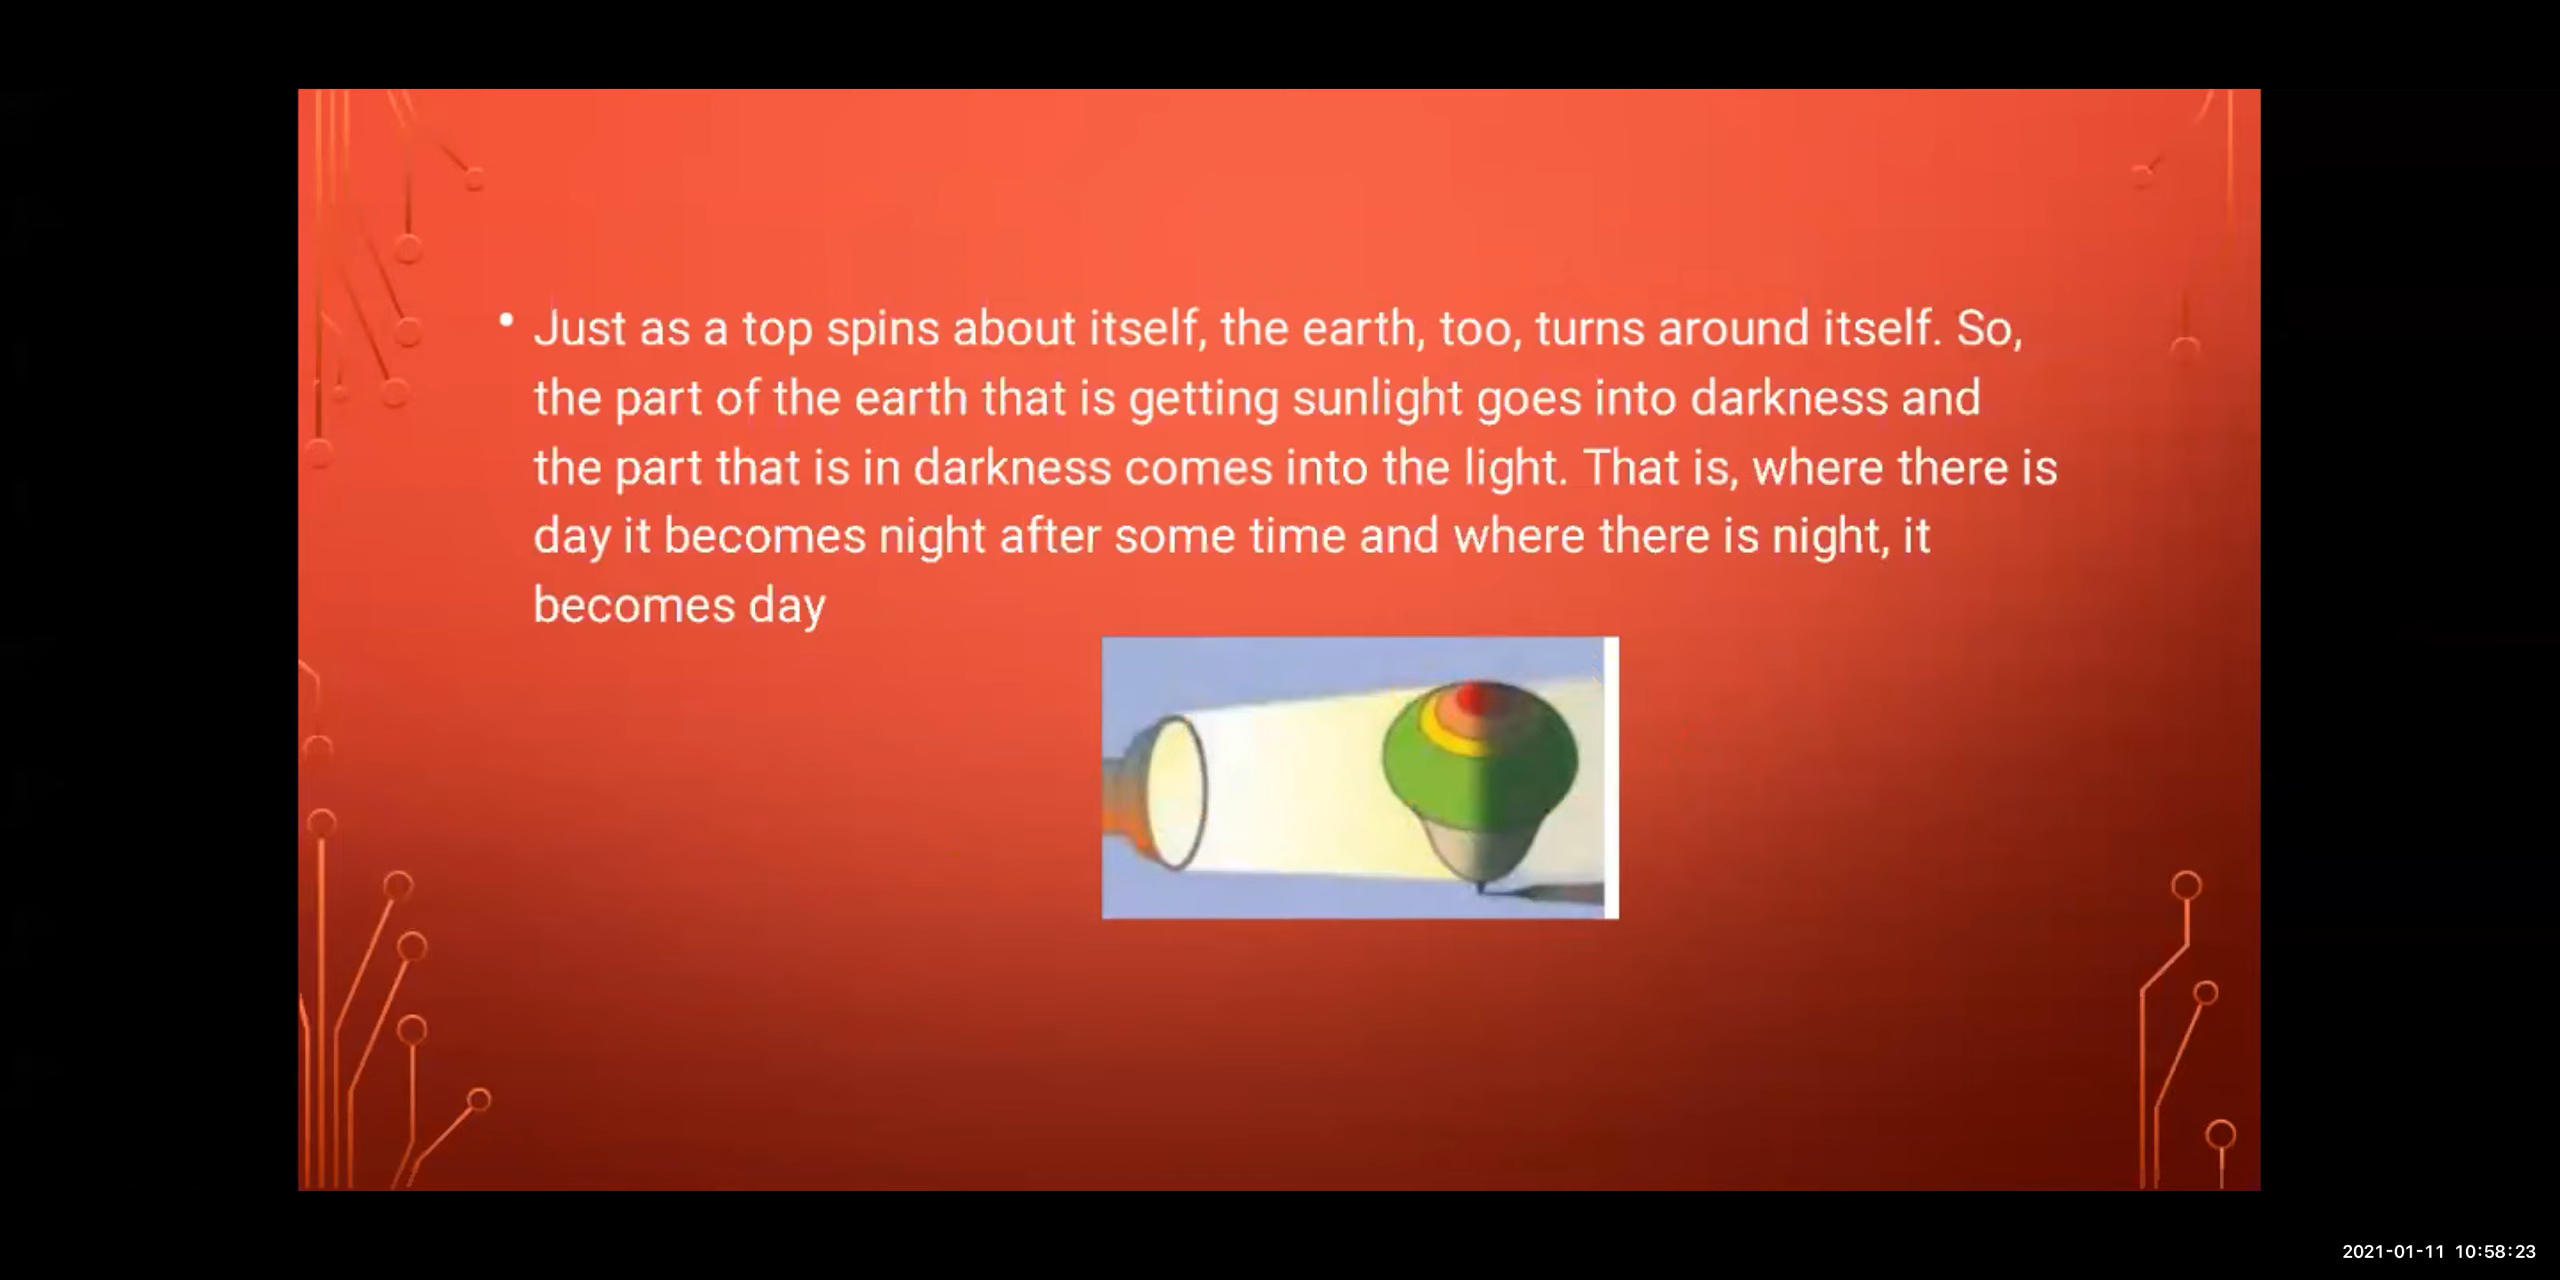 • Just as a top spins about itself, the earth, too, turns around itself. So,
the part of the earth that is getting sunlight goes into darkness and
the part that is in darkness comes into the light. That is, where there is
day it becomes night after some time and where there is night, it
becomes day
2021-01-11 10:58:23